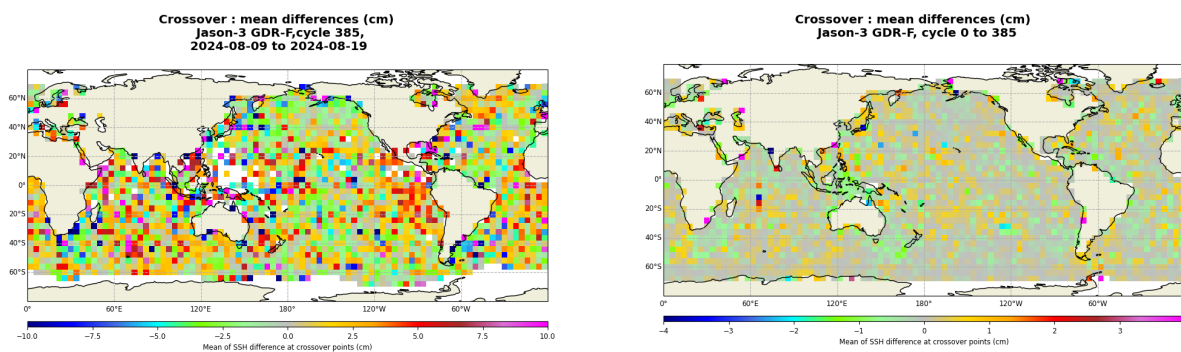 Crossover : mean differences (cm)
Jason-3 GDR-F,cycle 385,
2024-08-09 to 2024-08-19
60°N
40°N
20°N
0°
20°S
40°S
60°S
0° 60°E 120°E 180° 120°W 60°W
−10.0 −7.5 −5.0 −2.5 0.0 2.5 5.0 7.5 10.0
Mean of SSH difference at crossover points (cm)
Crossover : mean differences (cm)
Jason-3 GDR-F, cycle 0 to 385
60°N
40°N
20°N
0°
20°S
40°S
60°S
0° 60°E 120°E 180° 120°W 60°W
−4 −3 −2 −1 0 1 2 3
Mean of SSH difference at crossover points (cm)